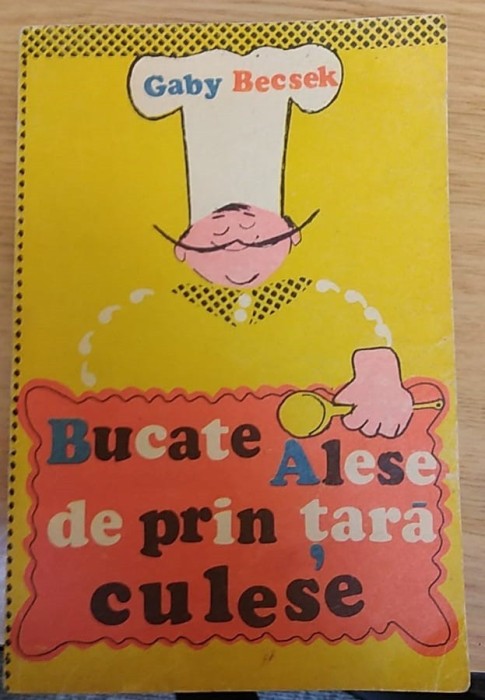 Gaby Becsek
Bucate Alese
de prin țară
culese